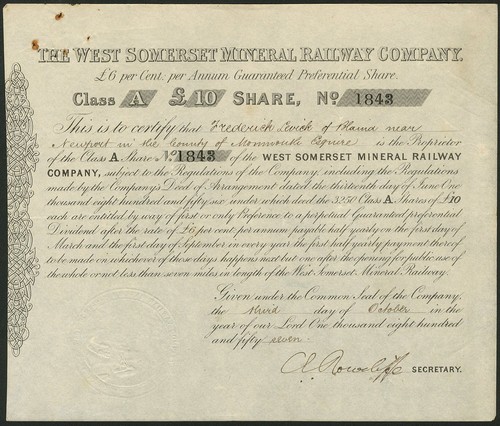 THE WEST SOMERSET MINERAL RAILWAY COMPANY.
£6 per Cent. per Annum Guaranteed Preferential Share.
Class A £10 SHARE, No 1843
This is to certify that Frederick Levick of Blaina near
Newport in the County of Monmouth Esquire is the Proprietor
of the Class A Share No 1843 of the WEST SOMERSET MINERAL RAILWAY
COMPANY, subject to the Regulations of the Company, including the Regulations
made by the Company's Deed of Arrangement dated the thirteenth day of June One
thousand eight hundred and fifty six, under which deed the 3250 Class A Shares of £10
each are entitled by way of first or only Preference to a perpetual Guaranteed preferential
Dividend after the rate of £6 per cent per annum payable half yearly on the first day of
March and the first day of September in every year the first half yearly payment thereof
to be made on whichever of those days happens next but one after the opening for public use of
the whole or not less than seven miles in length of the West Somerset Mineral Railway.
Given under the Common Seal of the Company
the third day of October in the
year of our Lord One thousand eight hundred
and fifty seven.
Rowcliffe SECRETARY.